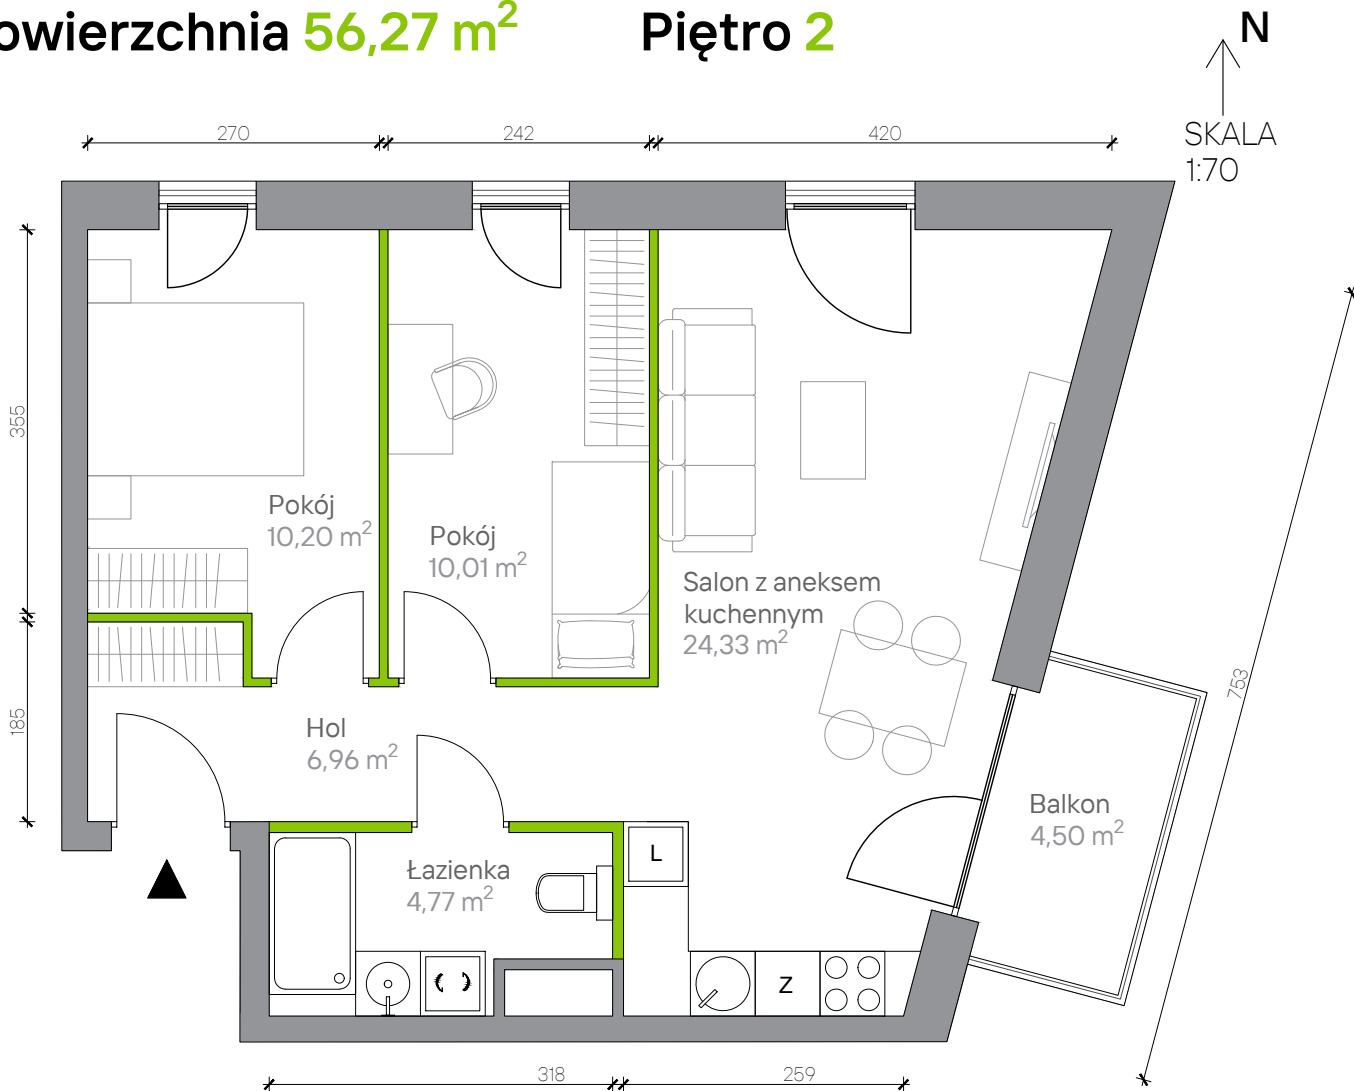 owierzchnia 56,27 m²
Piętro 2
N
SKALA
1:70
270
242
420
355
185
753
Pokój
10,20 m²
Pokój
10,01 m²
Salon z aneksem
kuchennym
24,33 m²
Hol
6,96 m²
Balkon
4,50 m²
Łazienka
4,77 m²
L
Z
318
259